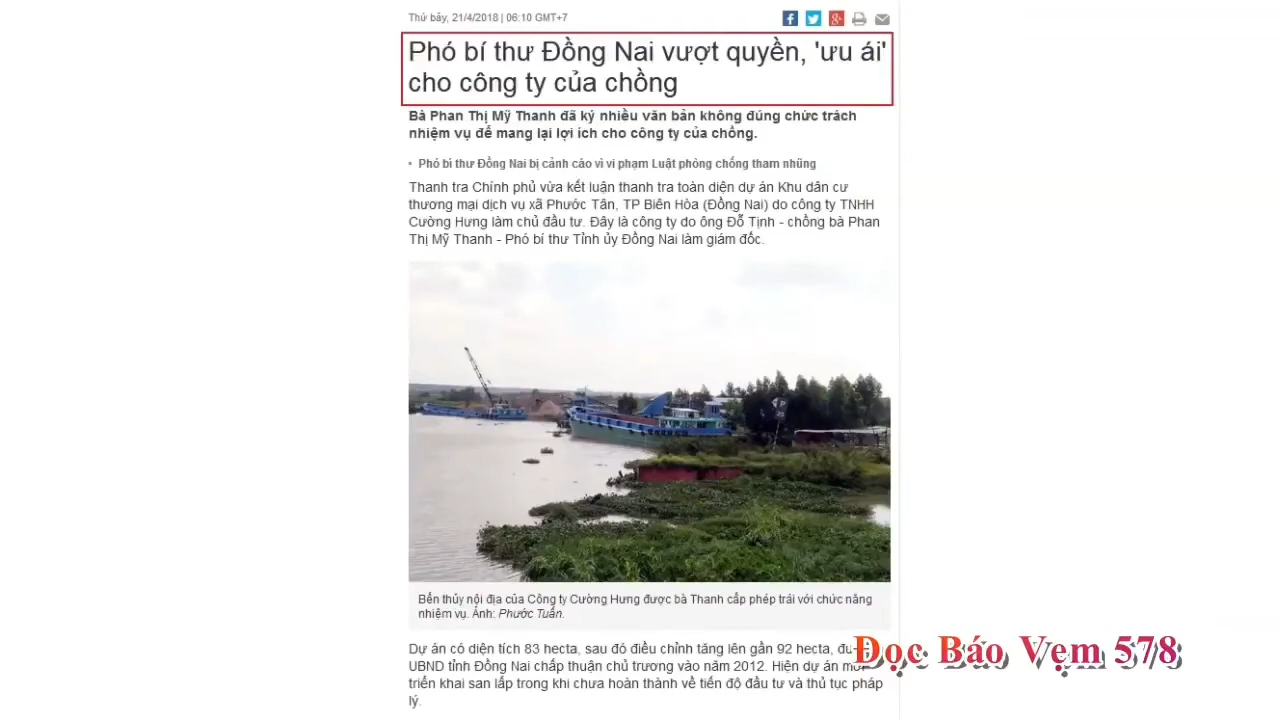 Thứ bảy, 21/4/2018 | 06:10 GMT+7
Phó bí thư Đồng Nai vượt quyền, 'ưu ái'
cho công ty của chồng
Bà Phan Thị Mỹ Thanh đã ký nhiều văn bản không đúng chức trách
nhiệm vụ để mang lại lợi ích cho công ty của chồng.
• Phó bí thư Đồng Nai bị cảnh cáo vì vi phạm Luật phòng chống tham nhũng
Thanh tra Chính phủ vừa kết luận thanh tra toàn diện dự án Khu dân cư
thương mại dịch vụ xã Phước Tân, TP Biên Hòa (Đồng Nai) do công ty TNHH
Cường Hưng làm chủ đầu tư. Đây là công ty do ông Đỗ Tịnh - chồng bà Phan
Thị Mỹ Thanh - Phó bí thư Tỉnh ủy Đồng Nai làm giám đốc.
Bến thủy nội địa của Công ty Cường Hưng được bà Thanh cấp phép trái với chức năng
nhiệm vụ. Ảnh: Phước Tuấn.
Dự án có diện tích 83 hecta, sau đó điều chỉnh tăng lên gần 92 hecta,
UBND tỉnh Đồng Nai chấp thuận chủ trương vào năm 2012. Hiện dự án
triển khai san lấp trong khi chưa hoàn thành về tiến độ đầu tư và thủ tục pháp
lý.
Đọc Báo Vẹm 578